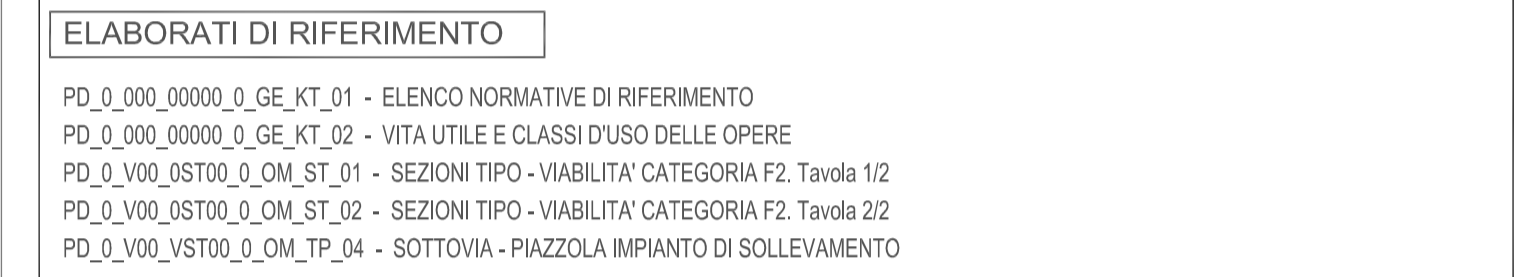 ELABORATI DI RIFERIMENTO
PD_0_000_00000_0_GE_KT_01 - ELENCO NORMATIVE DI RIFERIMENTO
PD_0_000_00000_0_GE_KT_02 - VITA UTILE E CLASSI D'USO DELLE OPERE
PD_0_V00_0ST00_0_OM_ST_01 - SEZIONI TIPO - VIABILITA' CATEGORIA F2. Tavola 1/2
PD_0_V00_0ST00_0_OM_ST_02 - SEZIONI TIPO - VIABILITA' CATEGORIA F2. Tavola 2/2
PD_0_V00_VST00_0_OM_TP_04 - SOTTOVIA - PIAZZOLA IMPIANTO DI SOLLEVAMENTO